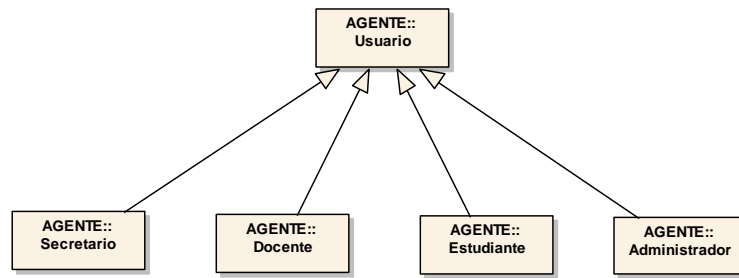 AGENTE::
Usuario
AGENTE::
Secretario
AGENTE::
Docente
AGENTE::
Estudiante
AGENTE::
Administrador